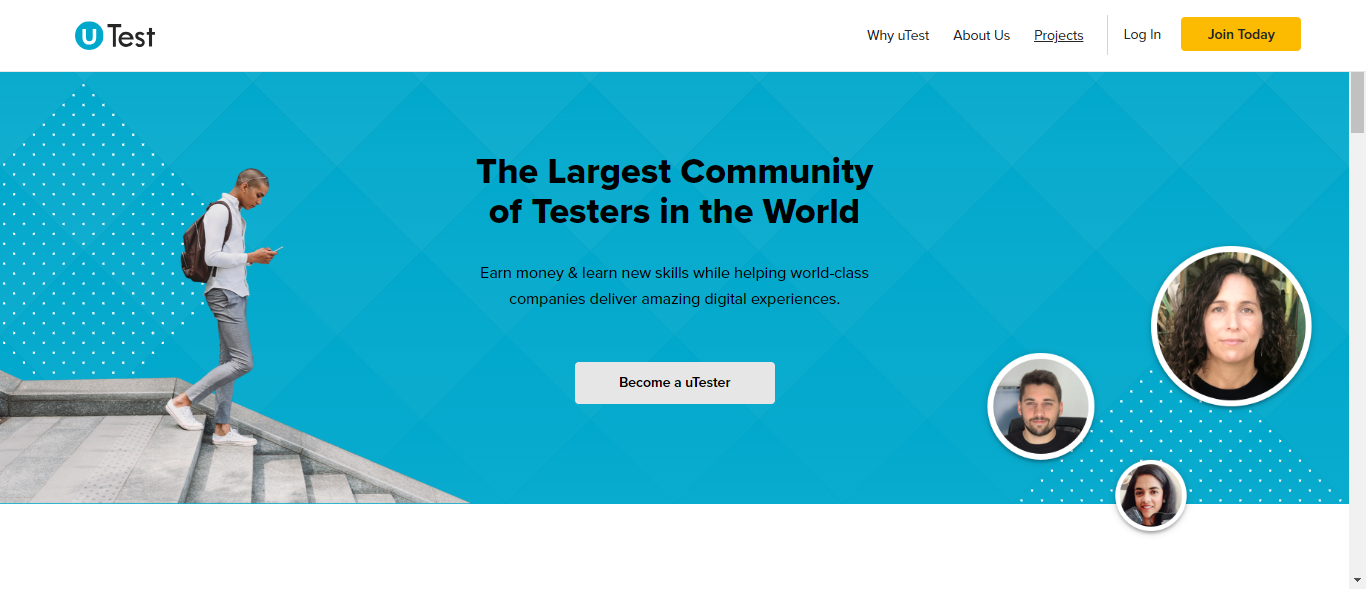 uTest
Why uTest
About Us
Projects
Log In
Join Today
The Largest Community
of Testers in the World
Earn money & learn new skills while helping world-class
companies deliver amazing digital experiences.
Become a uTester